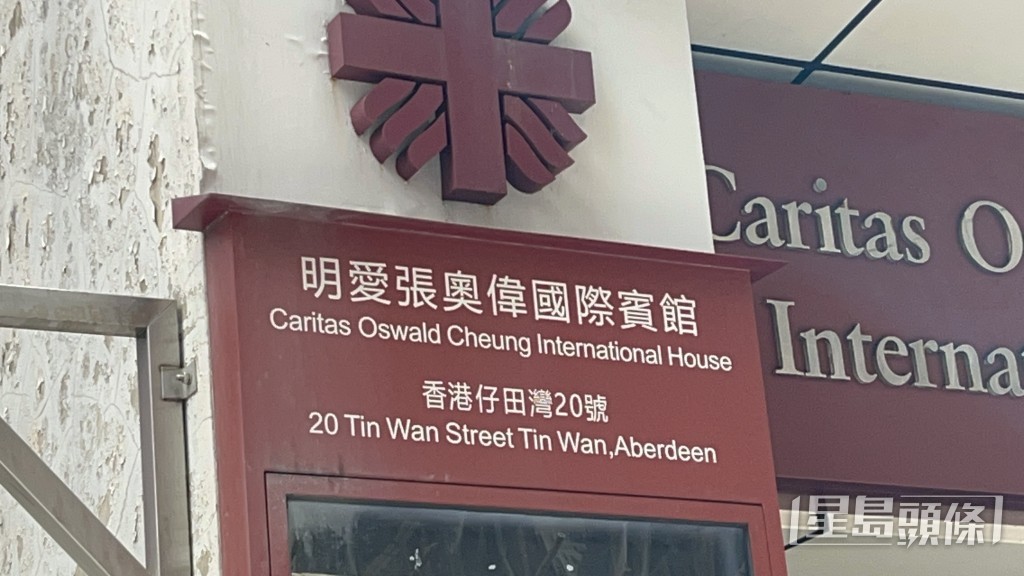 明愛張奧偉國際賓館
Caritas Oswald Cheung International House
香港仔田灣20號
20 Tin Wan Street Tin Wan,Aberdeen
Caritas O
Interna
星島頭條